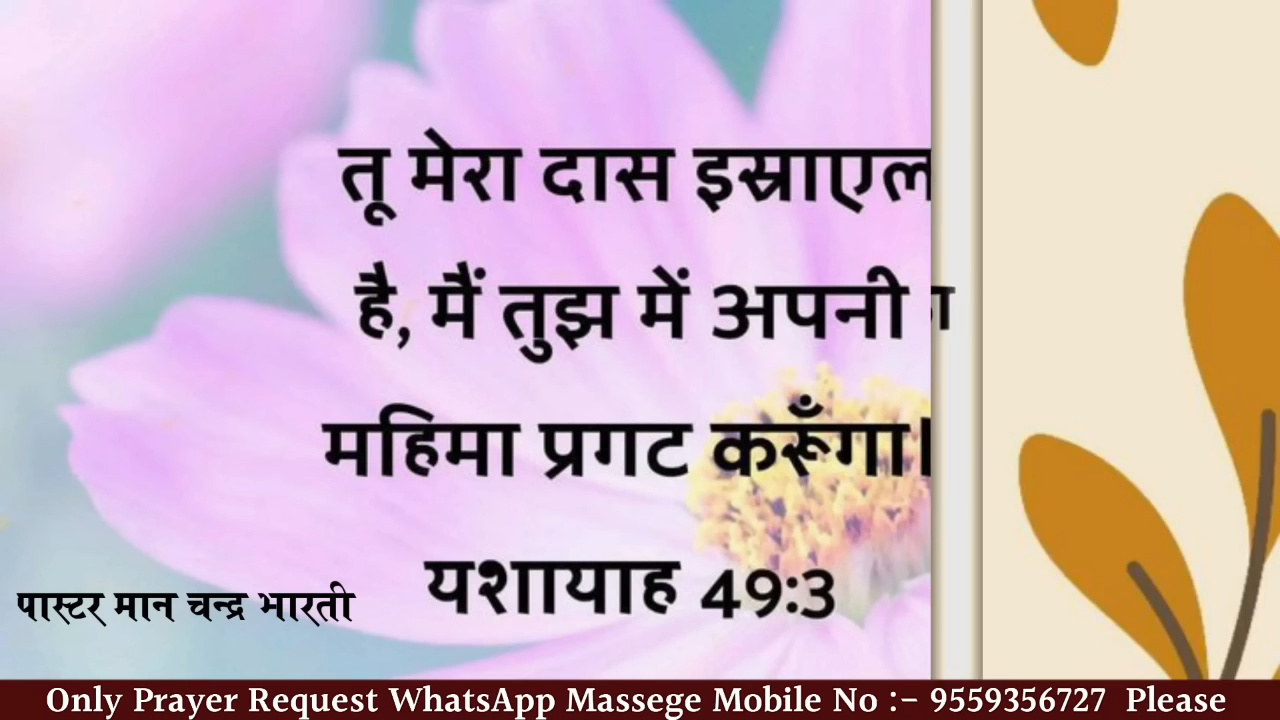 तू मेरा दास इस्राएल
है, मैं तुझ में अपनी
महिमा प्रगट करूँगा।
यशायाह 49:3
पास्टर मान चन्द्र भारती
Only Prayer Request WhatsApp Massege Mobile No :- 9559356727 Please